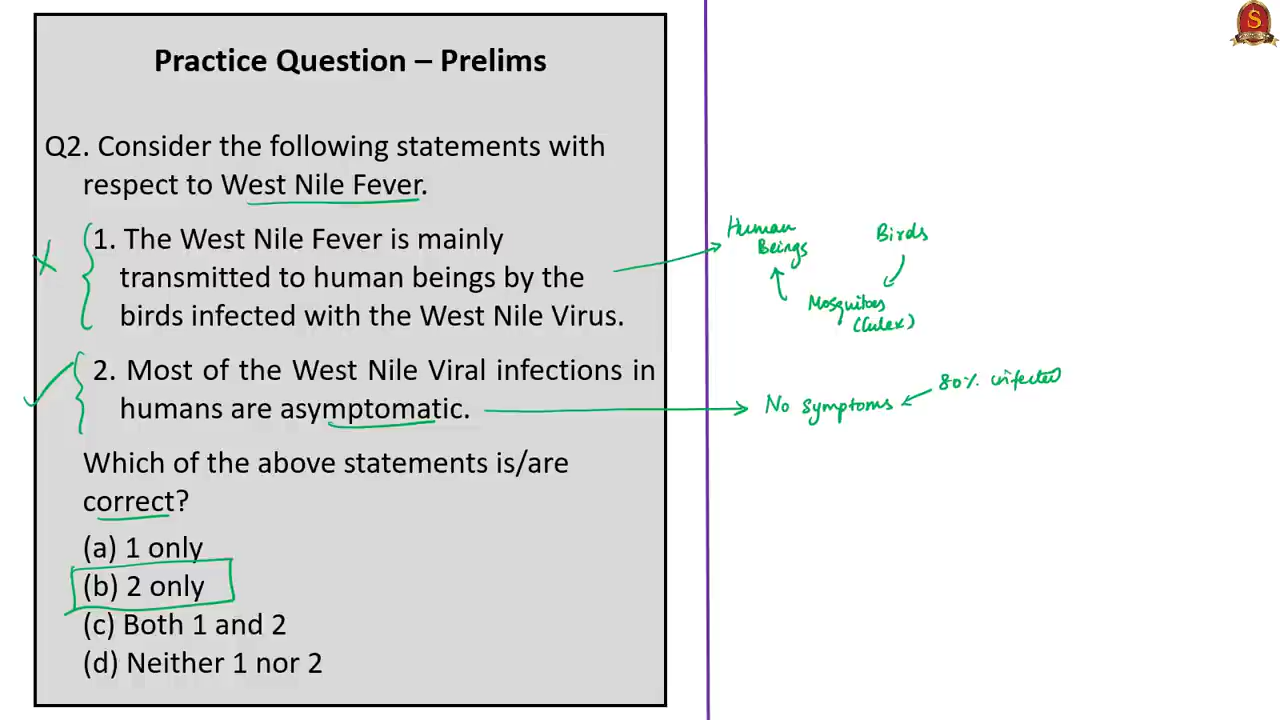 Practice Question – Prelims
Q2. Consider the following statements with
respect to West Nile Fever.
1. The West Nile Fever is mainly
transmitted to human beings by the
birds infected with the West Nile Virus.
2. Most of the West Nile Viral infections in
humans are asymptomatic.
Which of the above statements is/are
correct?
(a) 1 only
(b) 2 only
(c) Both 1 and 2
(d) Neither 1 nor 2
Human
Beings
Birds
Mosquitoes
(Culex)
80% infected
No Symptoms
S